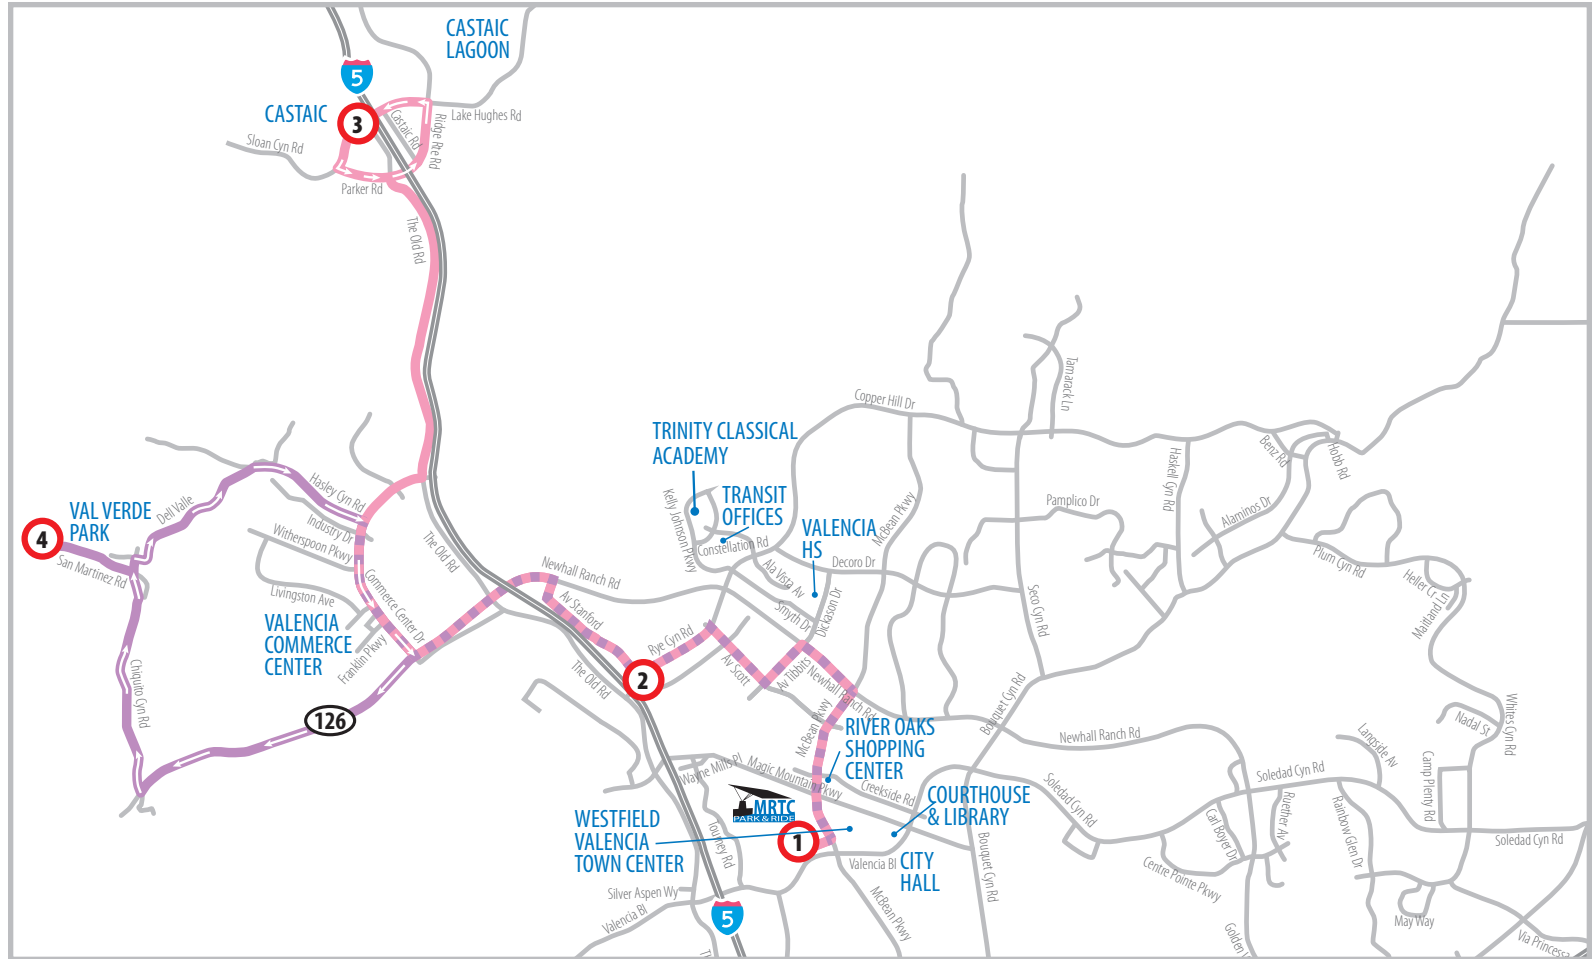 CASTAIC
LAGOON
5
CASTAIC
3
Lake Hughes Rd
Castaic Rd
Ridge Rte Rd
Sloan Cyn Rd
Parker Rd
The Old Rd
Tamarack Ln
Copper Hill Dr
TRINITY CLASSICAL
ACADEMY
Benz Rd
Hobb Rd
Haskell Cyn Rd
Hasley Cyn Rd
Kelly Johnson Pkwy
TRANSIT
OFFICES
McBean Pkwy
Pamplico Dr
Alaminos Dr
VAL VERDE
PARK
4
Dell Valle
Industry Dr
Witherspoon Pkwy
The Old Rd
Constellation Rd
VALENCIA
HS
Decoro Dr
Plum Cyn Rd
San Martinez Rd
Newhall Ranch Rd
Ala Vista Av
Heller Cr
Livingston Ave
Commerce Center Dr
Av Stanford
Smyth Dr
Dickason Dr
Seco Cyn Rd
Maitland Ln
VALENCIA
COMMERCE
CENTER
Franklin Pkwy
Rye Cyn Rd
Av Scott
Av Tibbits
Newhall Ranch Rd
2
The Old Rd
Chiquito Cyn Rd
126
McBean Pkwy
Bouquet Cyn Rd
Whites Cyn Rd
Nadal St
RIVER OAKS
SHOPPING
CENTER
Newhall Ranch Rd
Langside Av
Wayne Mills Pl
Magic Mountain Pkwy
Creekside Rd
Soledad Cyn Rd
Soledad Cyn Rd
Camp Plenty Rd
MRTC
PARK & RIDE
COURTHOUSE
& LIBRARY
WESTFIELD
VALENCIA
TOWN CENTER
1
Tourney Rd
Carl Boyer Dr
Ruether Av
Rainbow Glen Dr
Soledad Cyn Rd
Valencia Bl
CITY
HALL
Bouquet Cyn Rd
Centre Pointe Pkwy
Silver Aspen Wy
Valencia Bl
5
McBean Pkwy
May Way
Golden
Via Princessa